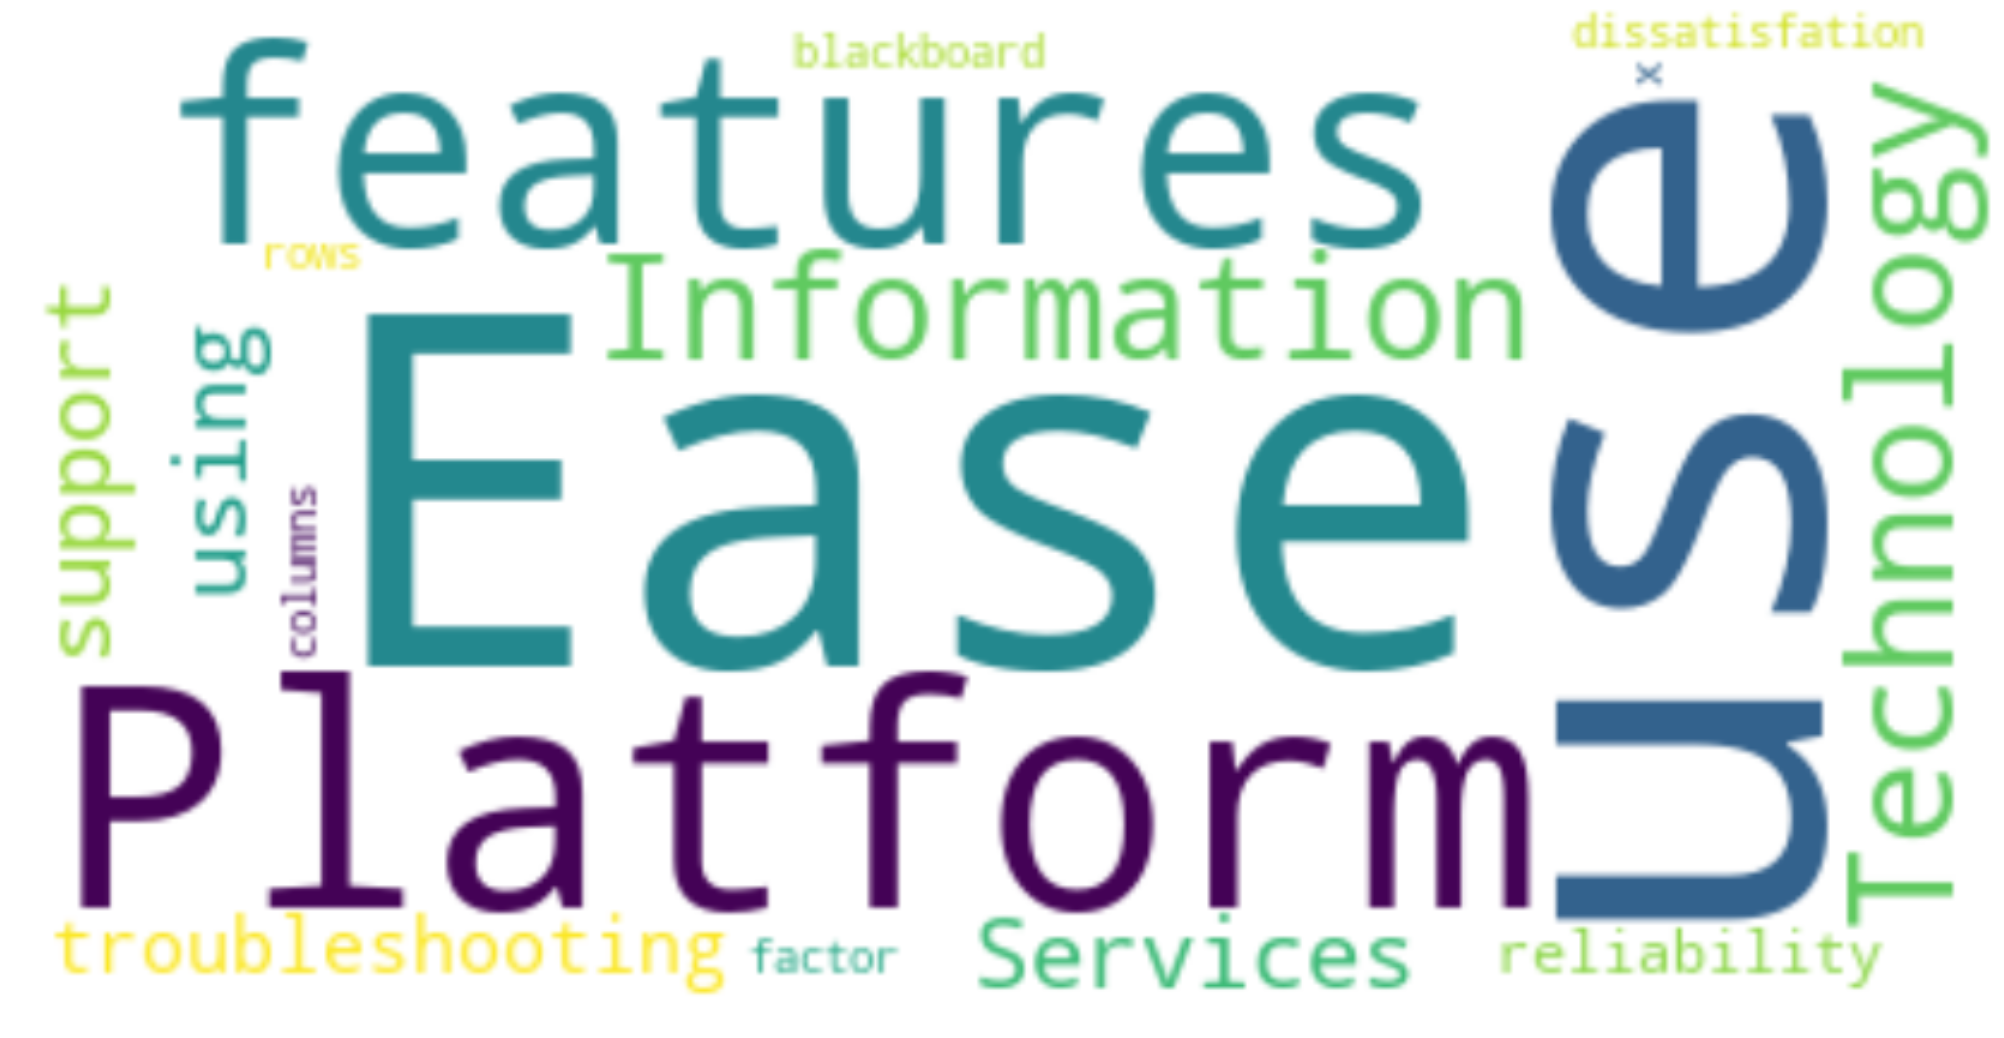 dissatisfation
blackboard
x
features
rows
Information
support
using
columns
Ease
use
Technology
Platform
troubleshooting
factor
Services
reliability